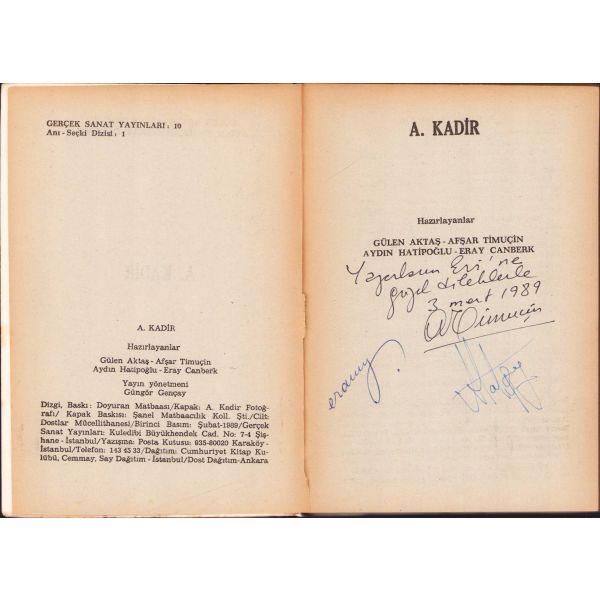 GERÇEK SANAT YAYINLARI: 10
Anı - Seçki Dizisi: 1
A. KADİR
Hazırlayanlar
Gülen Aktaş - Afşar Timuçin
Aydın Hatipoğlu - Eray Canberk
Yayın yönetmeni
Güngör Gençay
Dizgi, Baskı: Doyuran Matbaası/Kapak: A. Kadir Fotoğ-
rafı/ Kapak Baskısı: Şanel Matbaacılık Koll. Şti./Cilt:
Dostlar Mücellithanesi/Birinci Basım: Şubat-1989/Gerçek
Sanat Yayınları: Kuledibi Büyükhendek Cad. No: 7-4 Şiş-
hane - İstanbul/Yazışma: Posta Kutusu: 935-80020 Karaköy -
İstanbul/Telefon: 143 45 33/Dağıtım: Cumhuriyet Kitap Ku-
lübü, Cemmay, Say Dağıtım - İstanbul/Dost Dağıtım-Ankara
A. KADİR
Hazırlayanlar
GÜLEN AKTAŞ - AFŞAR TIMUÇİN
AYDIN HATİPOĞLU - ERAY CANBERK
Evi'ne
güzel dileklerle
3 mart 1989
A Timuçin